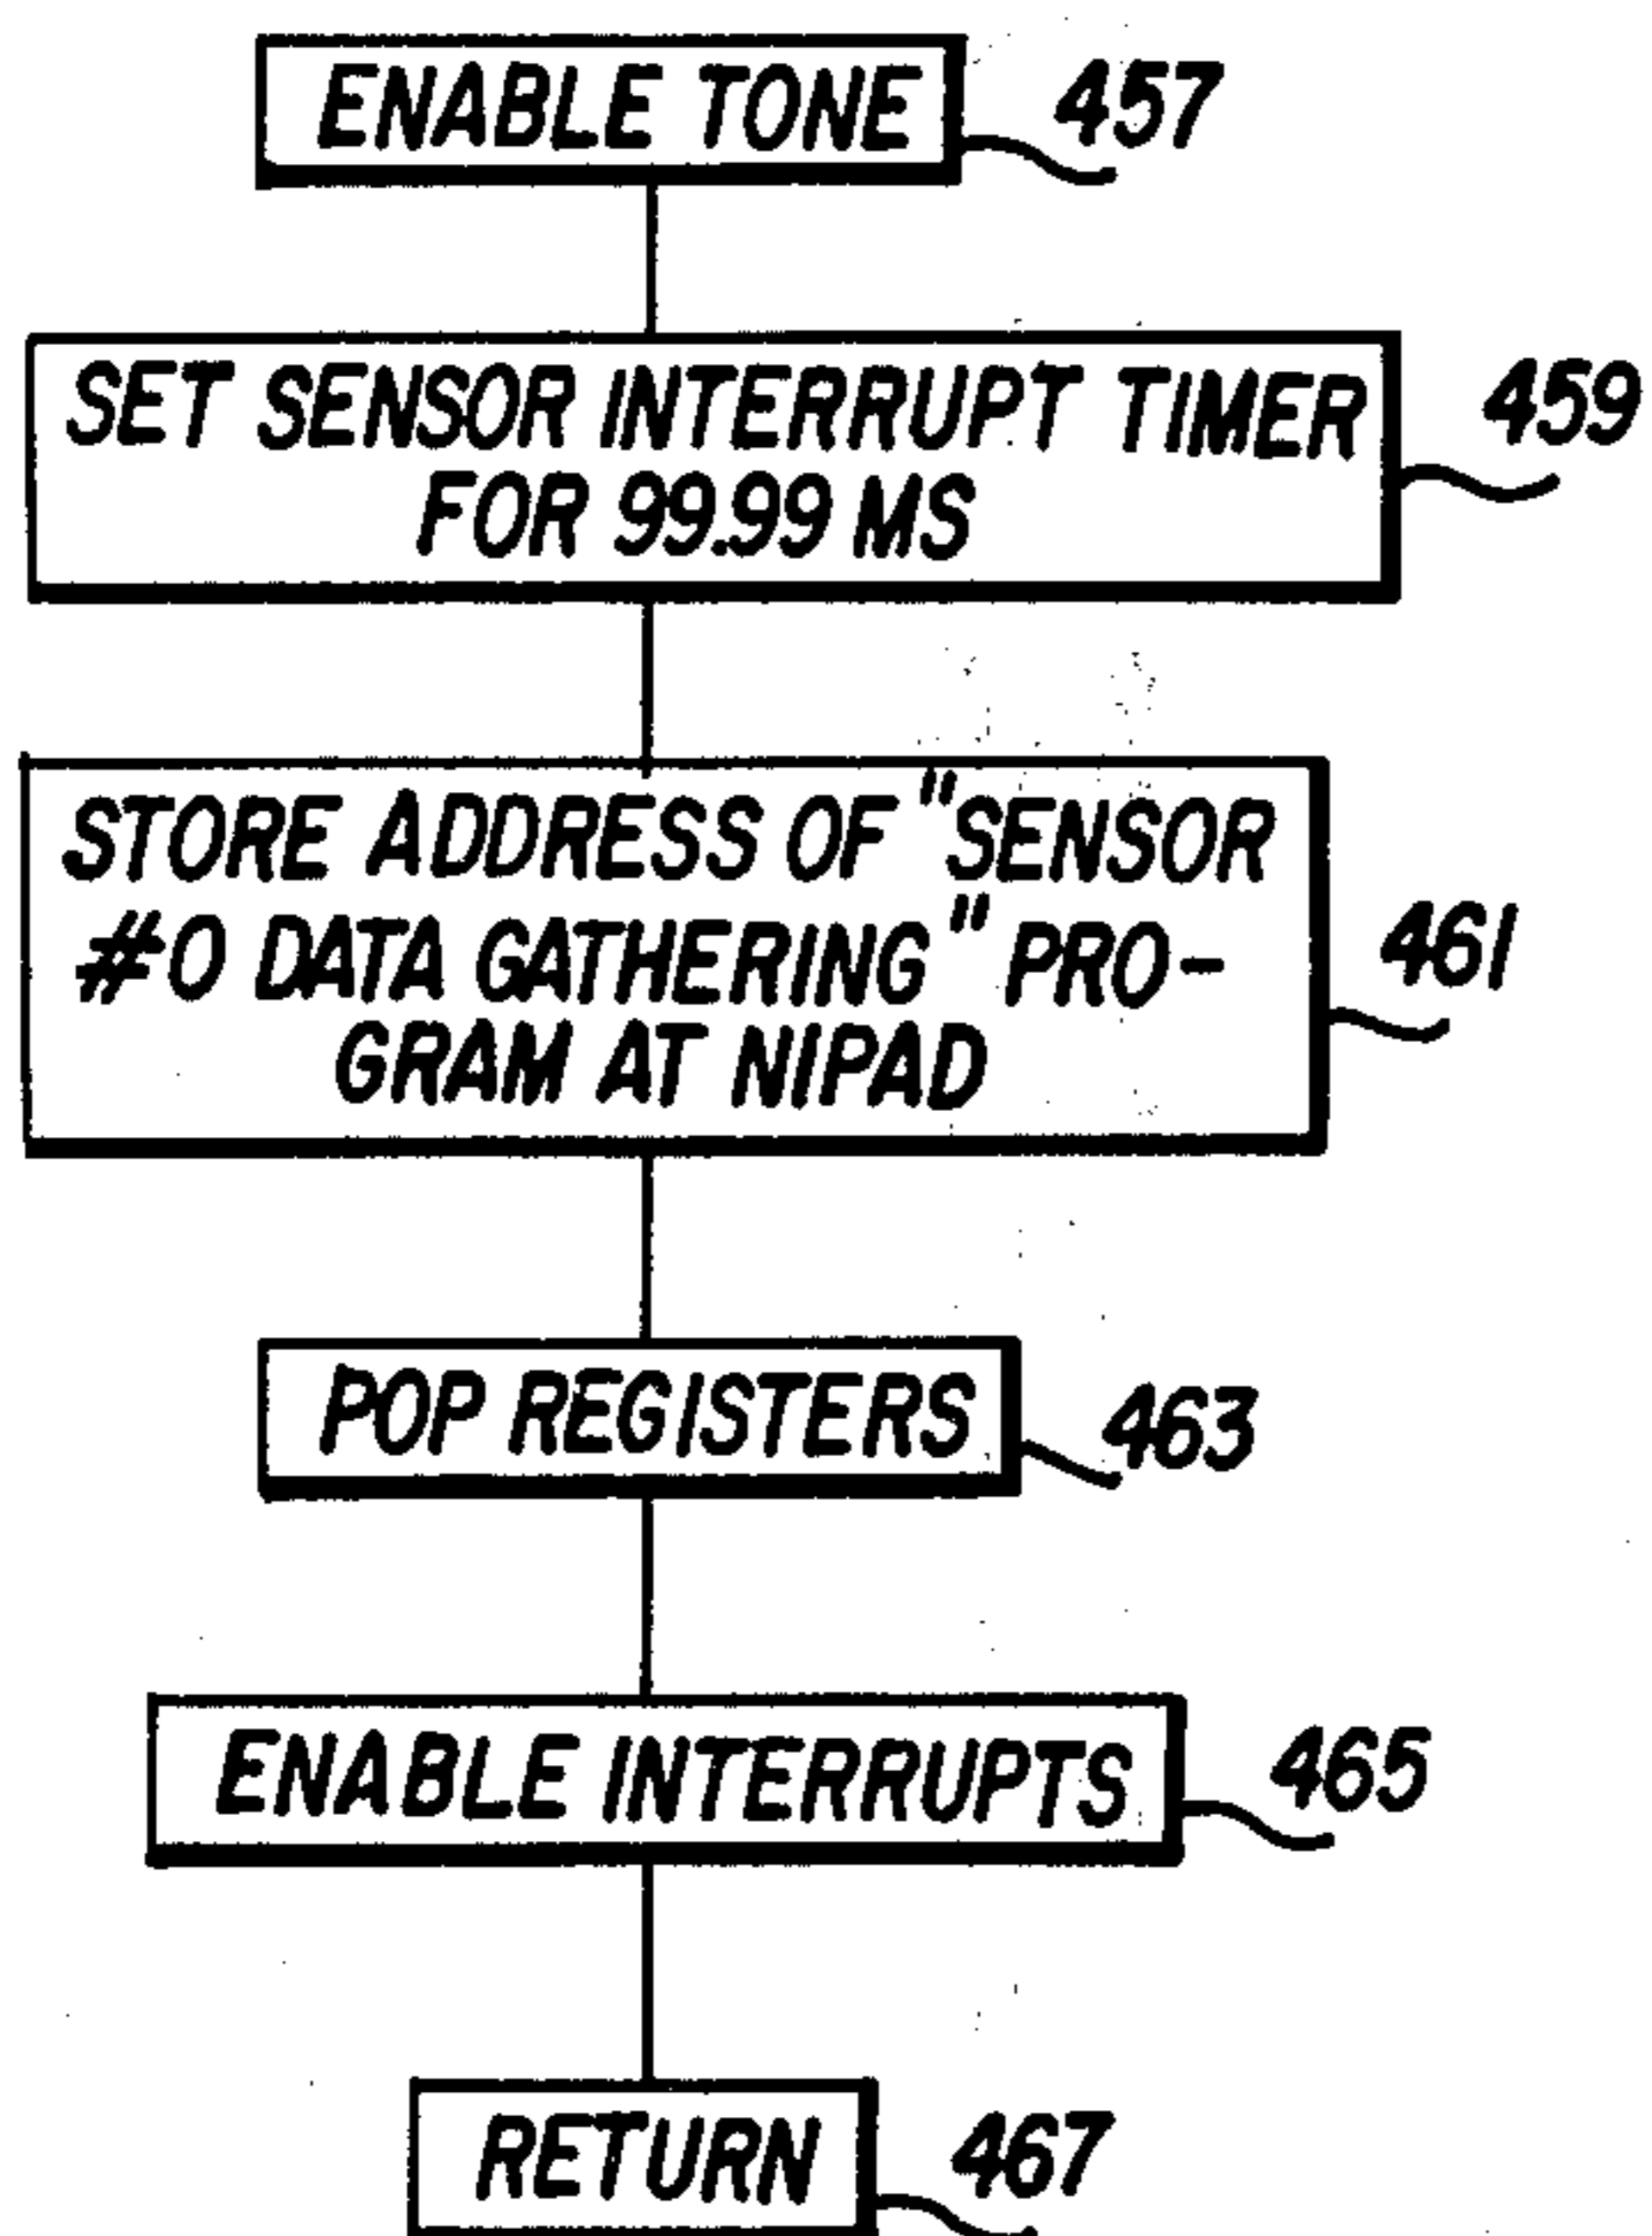 ENABLE TONE
457
SET SENSOR INTERRUPT TIMER
FOR 99.99 MS
459
STORE ADDRESS OF "SENSOR
#0 DATA GATHERING" PRO-
GRAM AT NIPAD
461
POP REGISTERS
463
ENABLE INTERRUPTS
465
RETURN
467